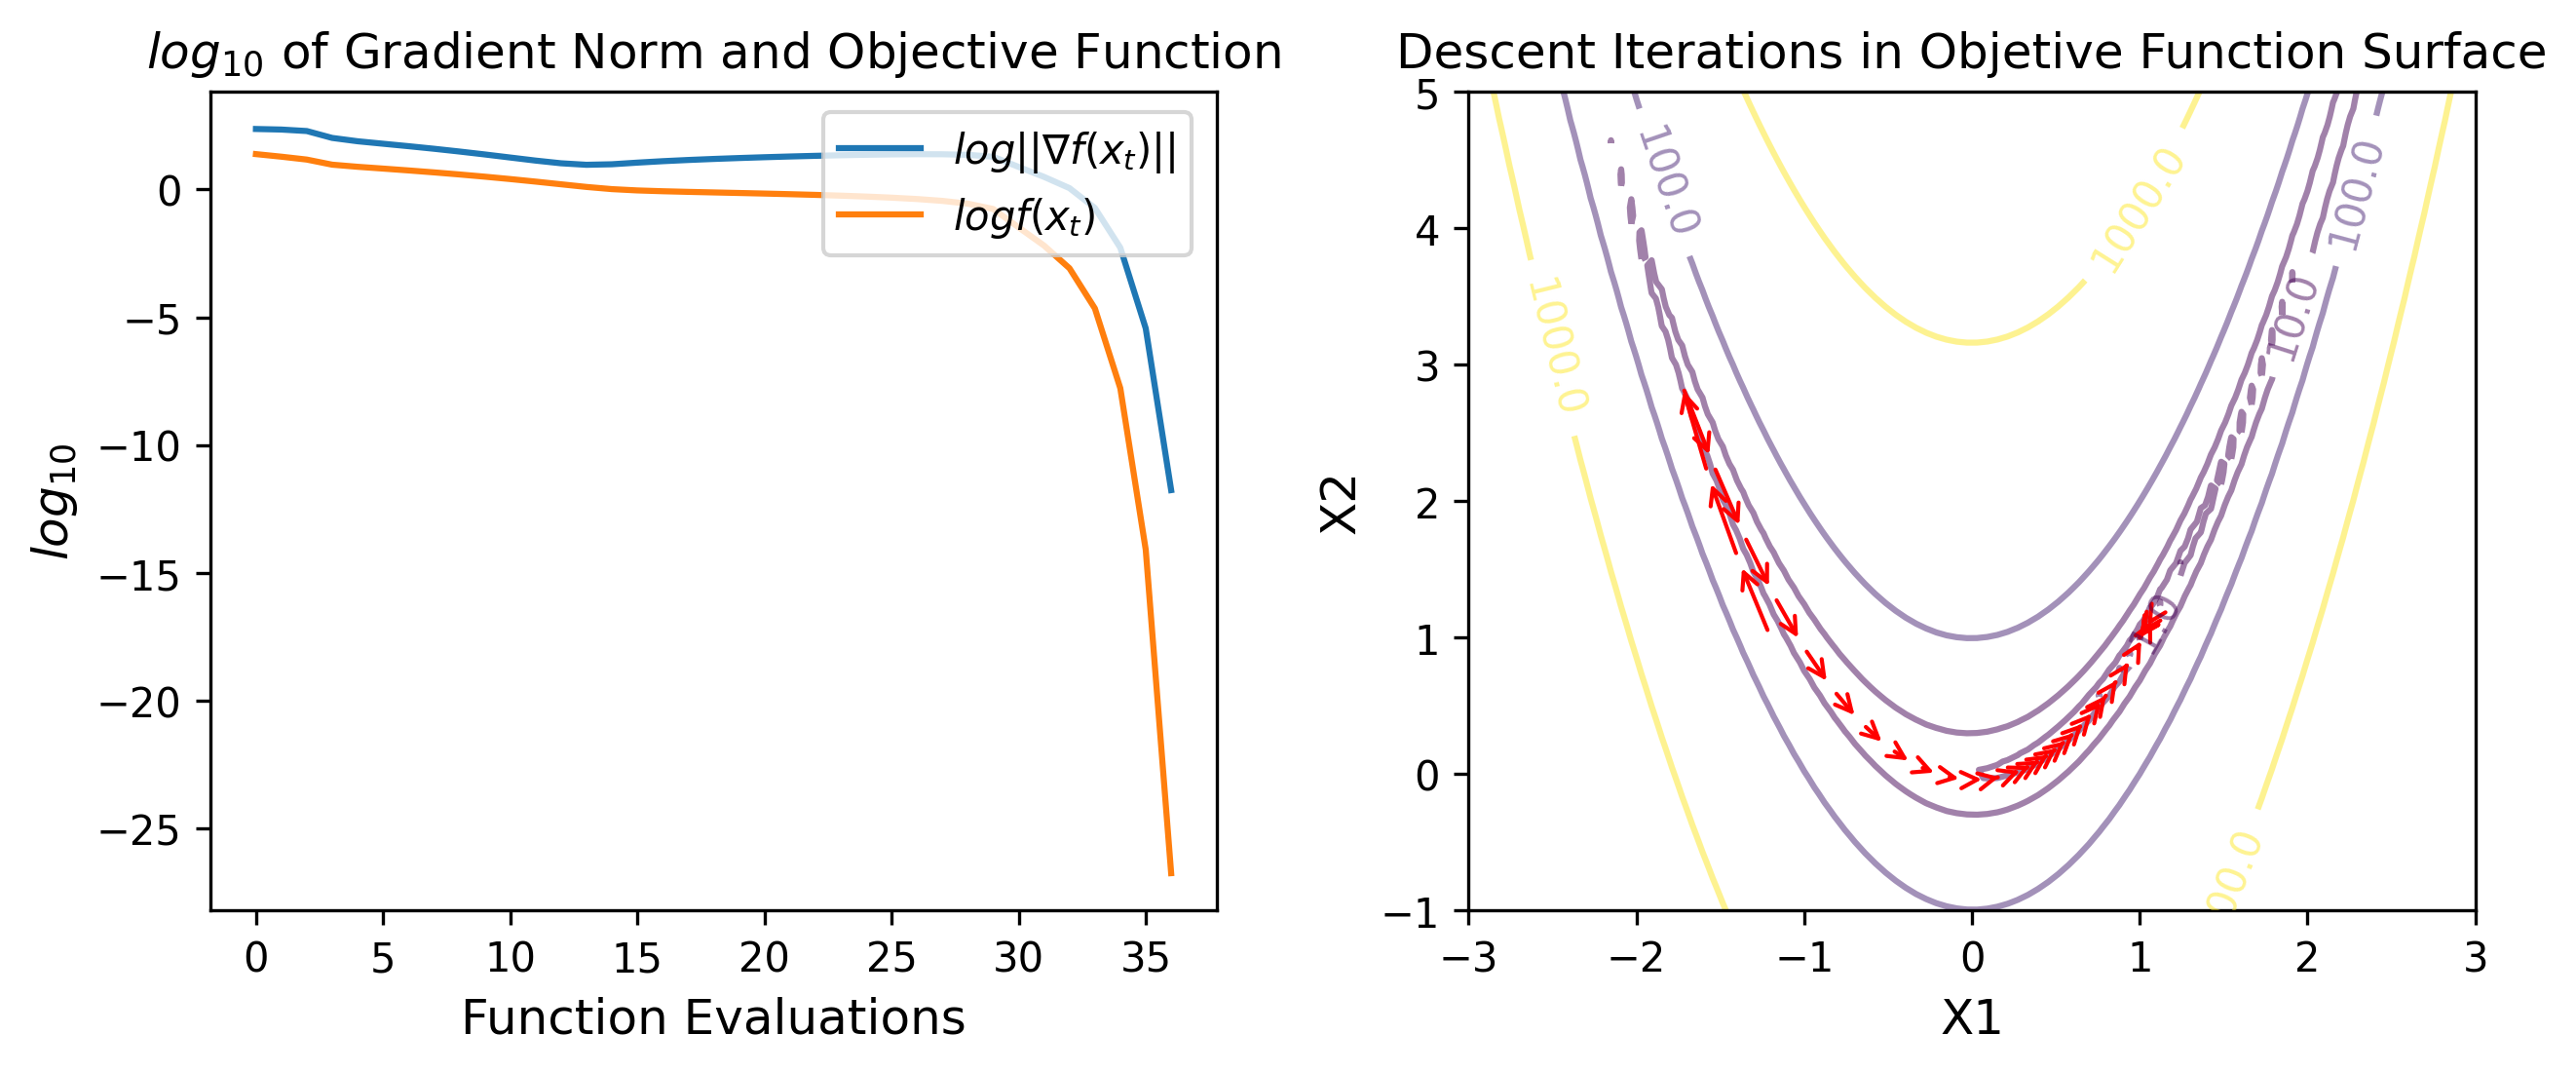 log₁₀ of Gradient Norm and Objective Function
log||∇f(xₜ)||
logf(xₜ)
0
−5
−10
−15
−20
−25
log₁₀
0 5 10 15 20 25 30 35
Function Evaluations
Descent Iterations in Objetive Function Surface
5
4
3
2
1
0
−1
X2
100.0
1000.0
100.0
10.0
1000.0
00.0
−3 −2 −1 0 1 2 3
X1